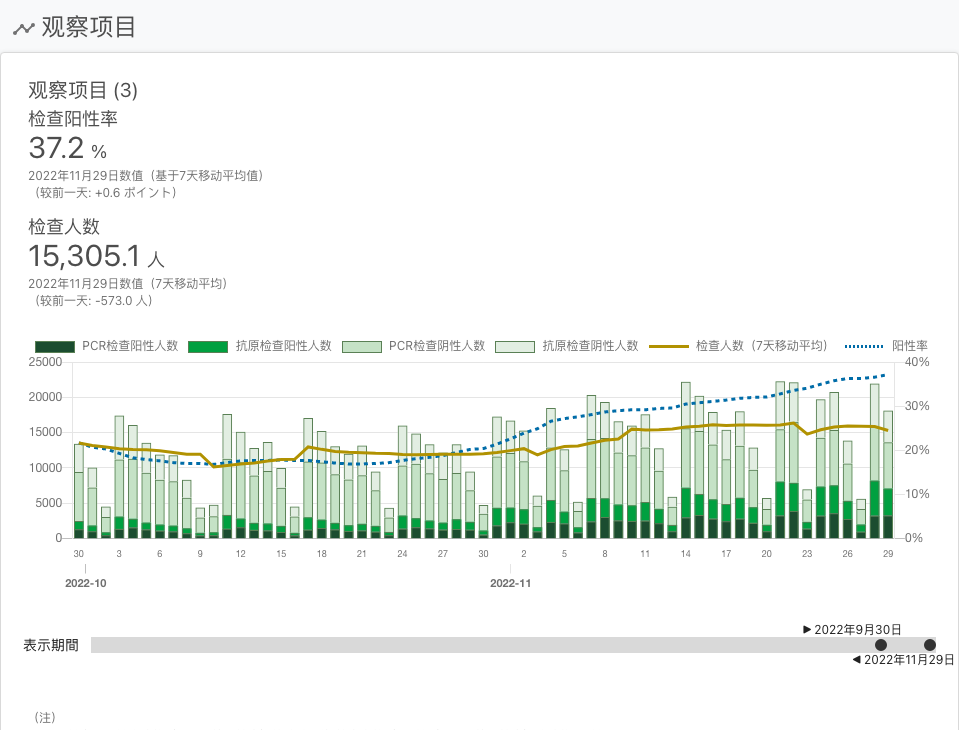 观察项目
观察项目 (3)
检查阳性率
37.2 %
2022年11月29日数值（基于7天移动平均值）
（较前一天: +0.6 ポイント）
检查人数
15,305.1 人
2022年11月29日数值（7天移动平均）
（较前一天: -573.0 人）
PCR检查阳性人数 抗原检查阳性人数 PCR检查阴性人数 抗原检查阴性人数 检查人数（7天移动平均） 阳性率
25000 40%
20000
30%
15000
20%
10000
10%
5000
0 0%
30 3 6 9 12 15 18 21 24 27 30 2 5 8 11 14 17 20 23 26 29
2022-10 2022-11
▶ 2022年9月30日
表示期間
◀ 2022年11月29日
（注）